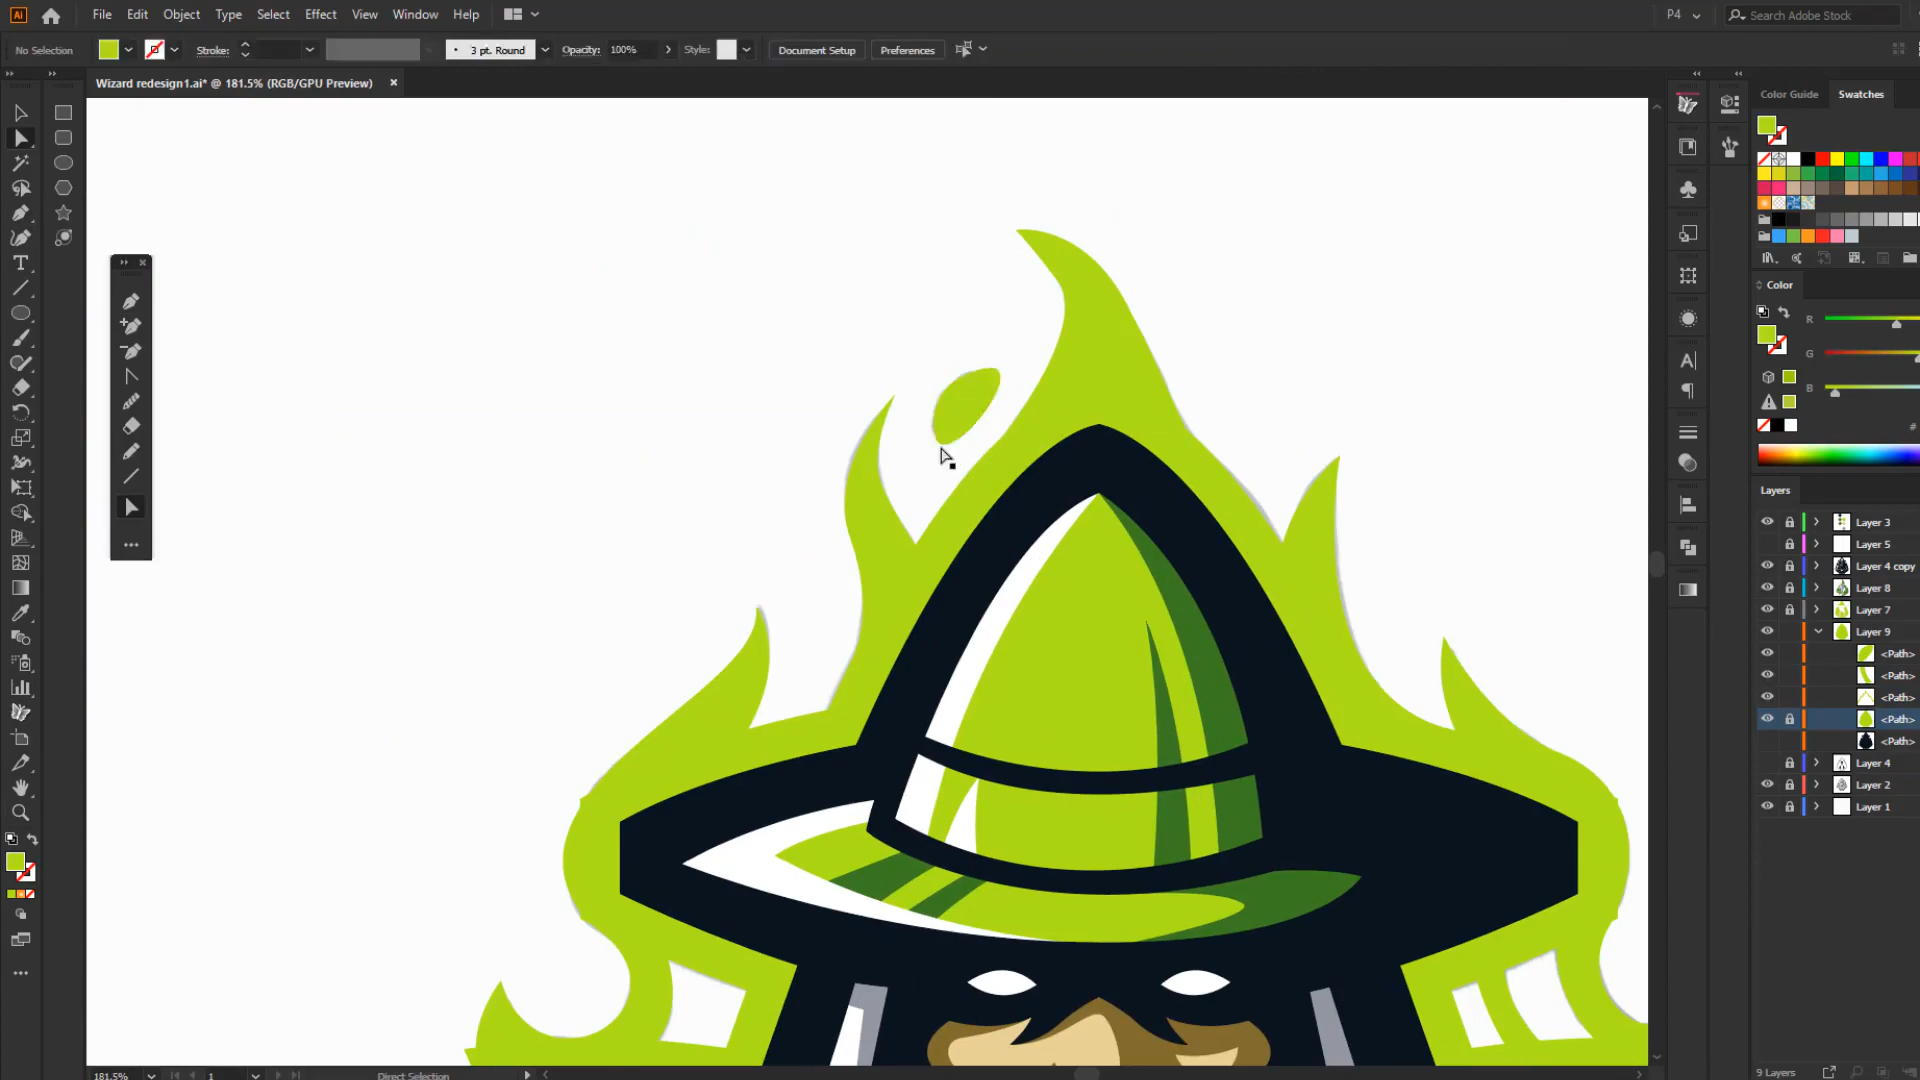 Ai File Edit Object Type Select Effect View Window Help P4 Search Adobe Stock
No Selection Stroke: 3 pt. Round Opacity: 100% Style: Document Setup Preferences
Wizard redesign1.ai* @ 181.5% (RGB/GPU Preview) ×
Color Guide Swatches
Color
R
G
B
#
Layers
Layer 3
Layer 5
Layer 4 copy
Layer 8
Layer 7
Layer 9
<Path>
<Path>
<Path>
<Path>
<Path>
Layer 4
Layer 2
Layer 1
181.5% 1 Direct Selection 9 Layers